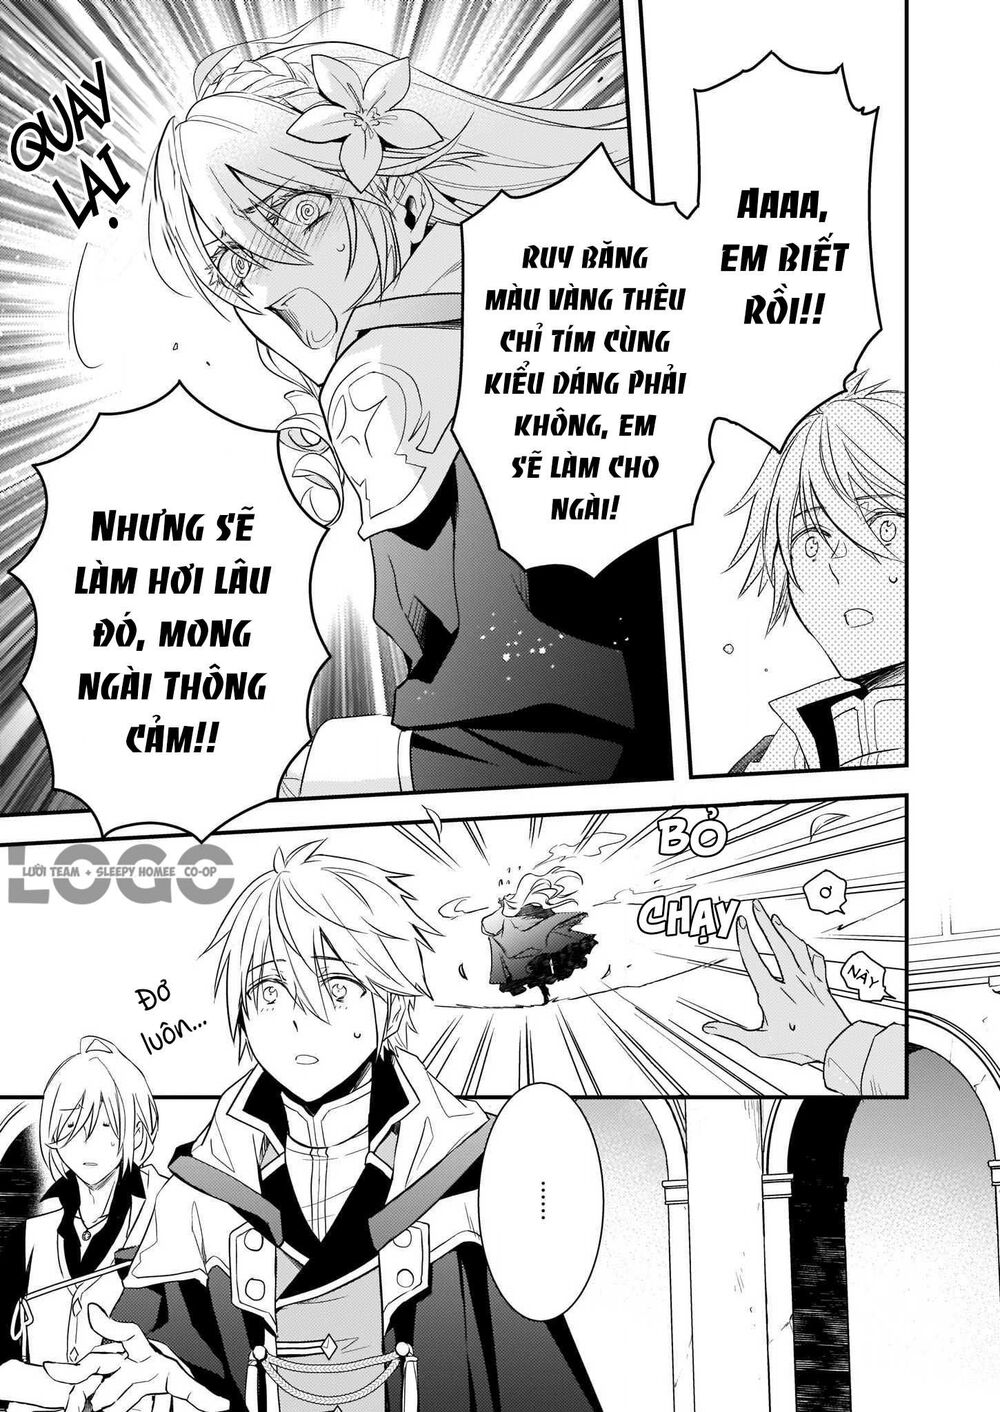 Aaaa,
em biết
rồi!!
Ruy băng
màu vàng thêu
chỉ tím cùng
kiểu dáng phải
không, em
sẽ làm cho
ngài!
QUAY
LẠI
Nhưng sẽ
làm hơi lâu
đó, mong
ngài thông
cảm!!
BỎ
CHẠY
Ơ
NÀY
LOGO
LƯỜI TEAM + SLEEPY HOMEE CO-OP
Đơ
luôn...
......